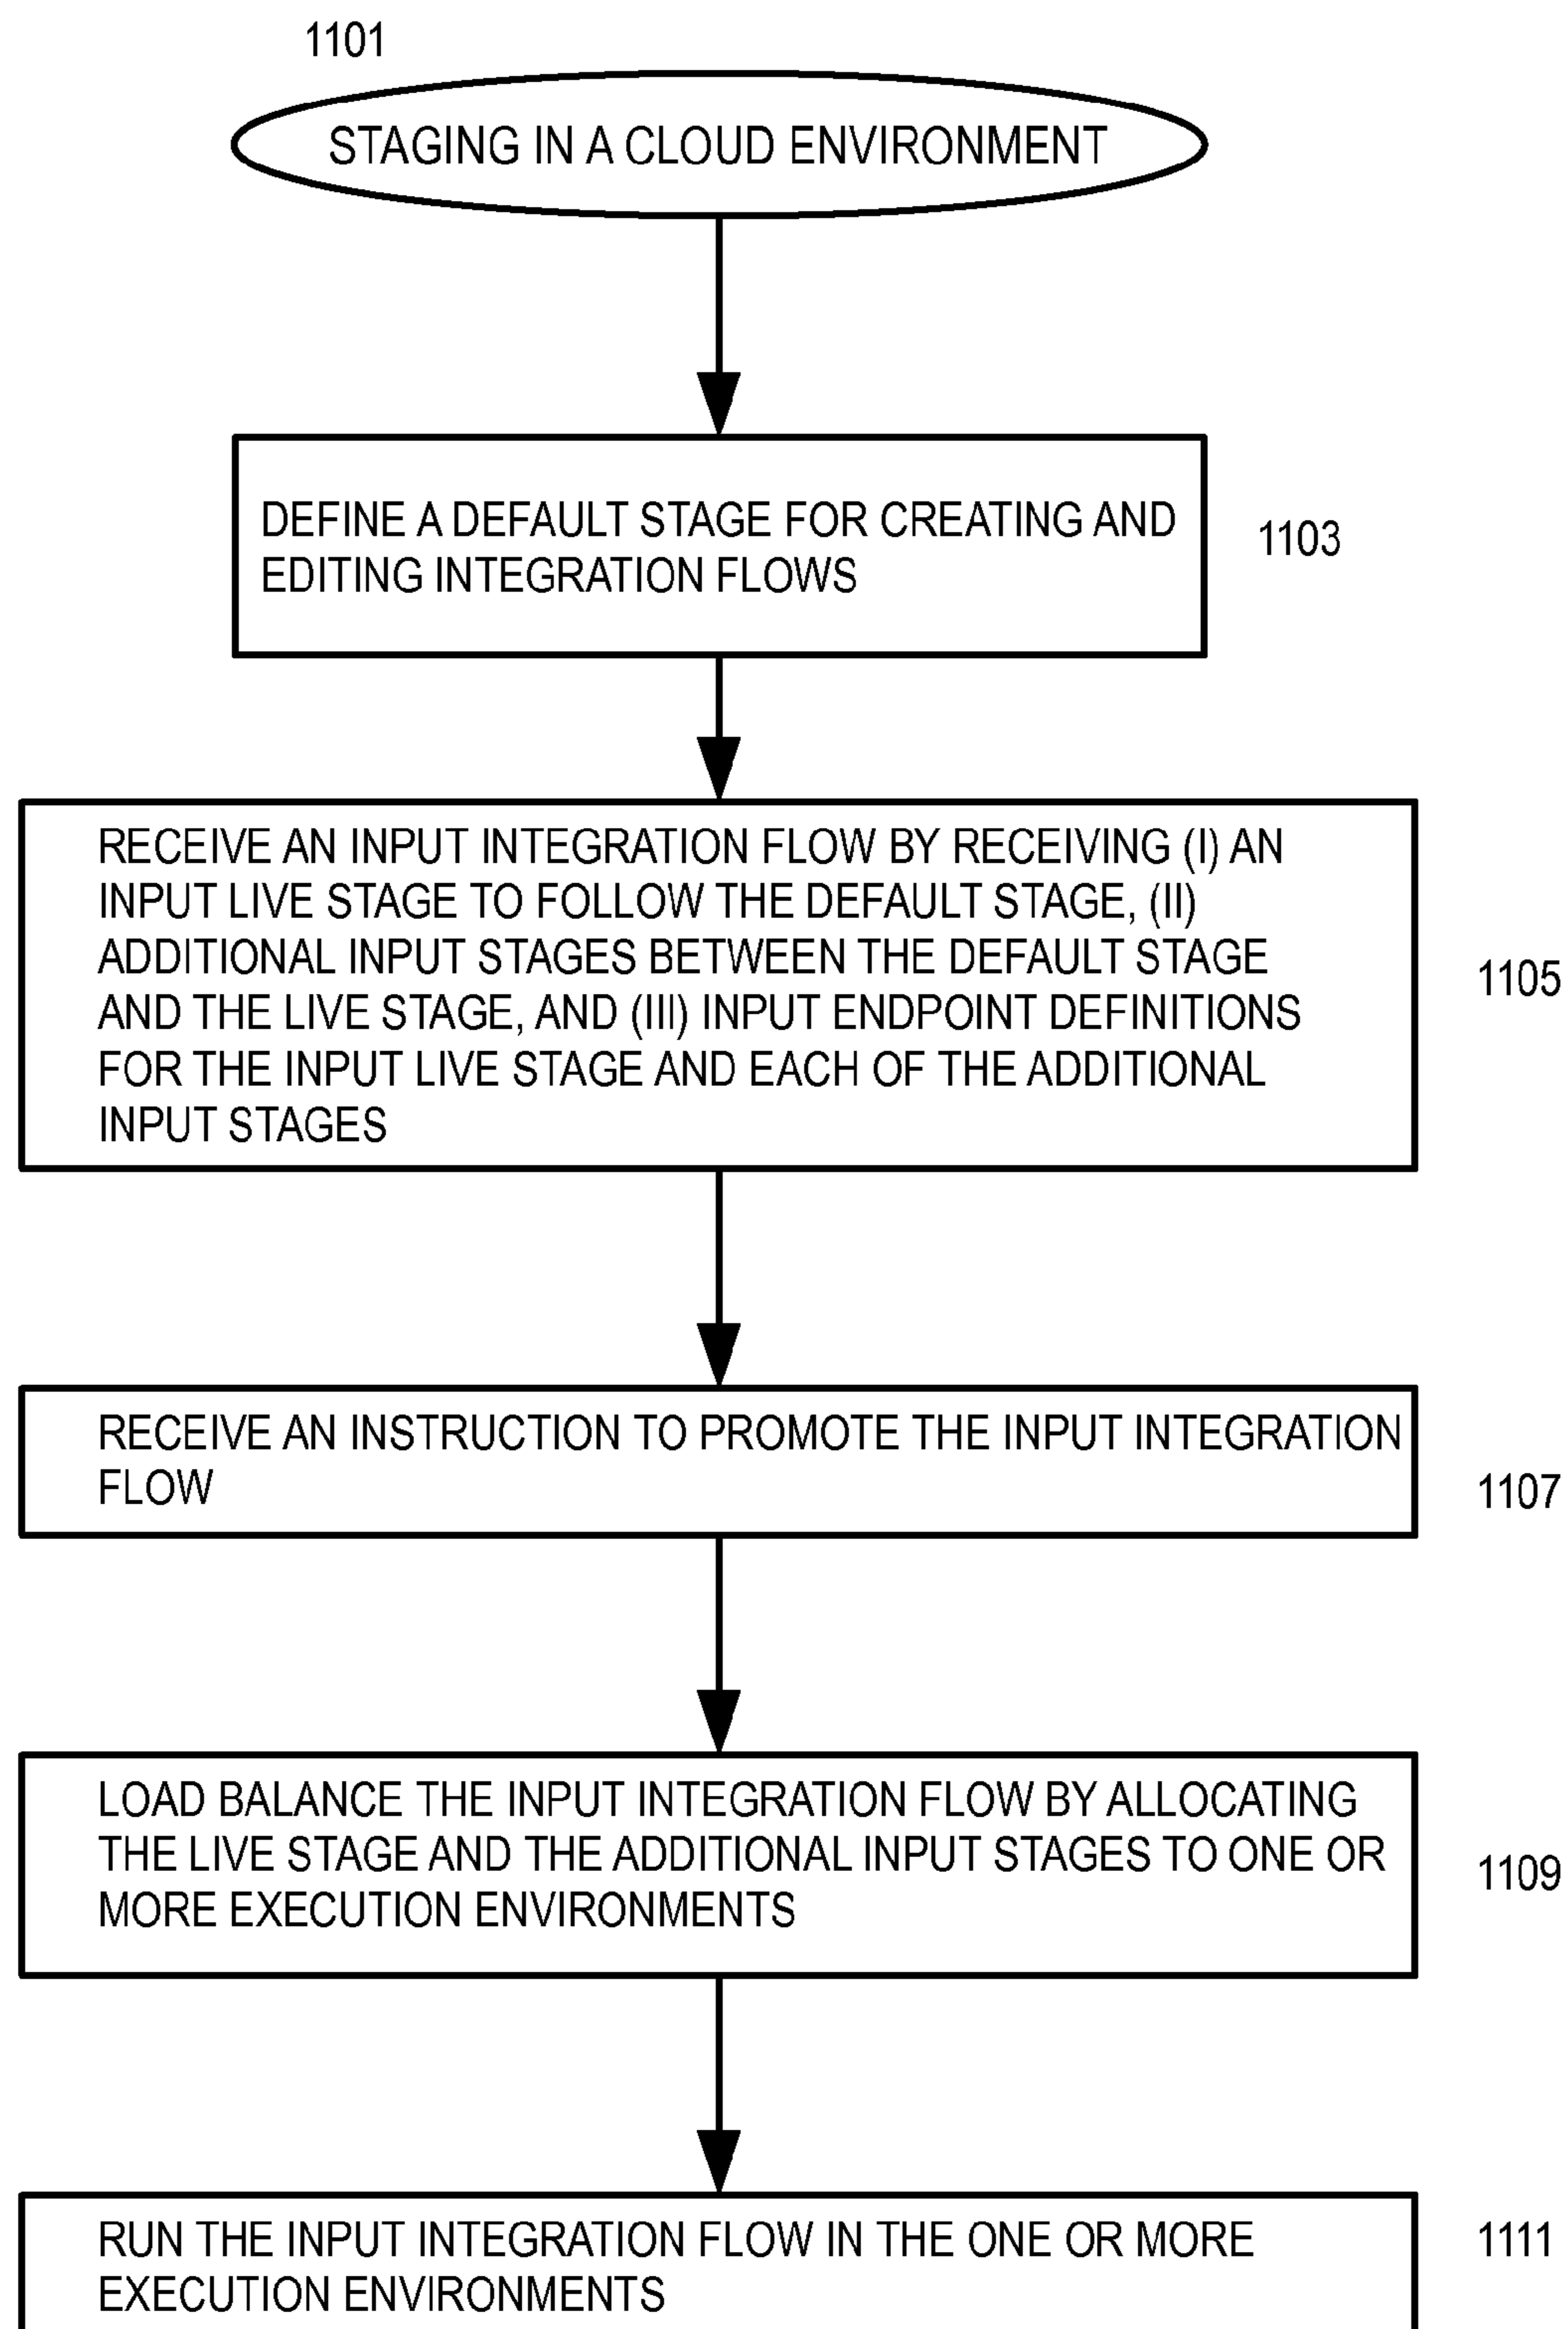 1101
STAGING IN A CLOUD ENVIRONMENT
DEFINE A DEFAULT STAGE FOR CREATING AND
EDITING INTEGRATION FLOWS
1103
RECEIVE AN INPUT INTEGRATION FLOW BY RECEIVING (I) AN
INPUT LIVE STAGE TO FOLLOW THE DEFAULT STAGE, (II)
ADDITIONAL INPUT STAGES BETWEEN THE DEFAULT STAGE
AND THE LIVE STAGE, AND (III) INPUT ENDPOINT DEFINITIONS
FOR THE INPUT LIVE STAGE AND EACH OF THE ADDITIONAL
INPUT STAGES
1105
RECEIVE AN INSTRUCTION TO PROMOTE THE INPUT INTEGRATION
FLOW
1107
LOAD BALANCE THE INPUT INTEGRATION FLOW BY ALLOCATING
THE LIVE STAGE AND THE ADDITIONAL INPUT STAGES TO ONE OR
MORE EXECUTION ENVIRONMENTS
1109
RUN THE INPUT INTEGRATION FLOW IN THE ONE OR MORE
EXECUTION ENVIRONMENTS
1111